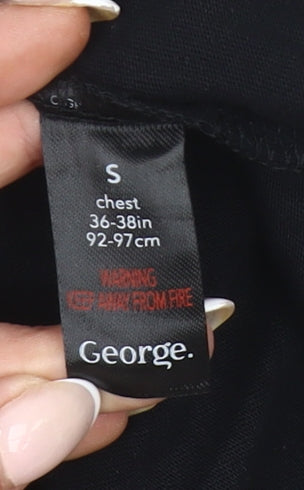 S
chest
36-38in
92-97cm
WARNING
KEEP AWAY FROM FIRE
George.